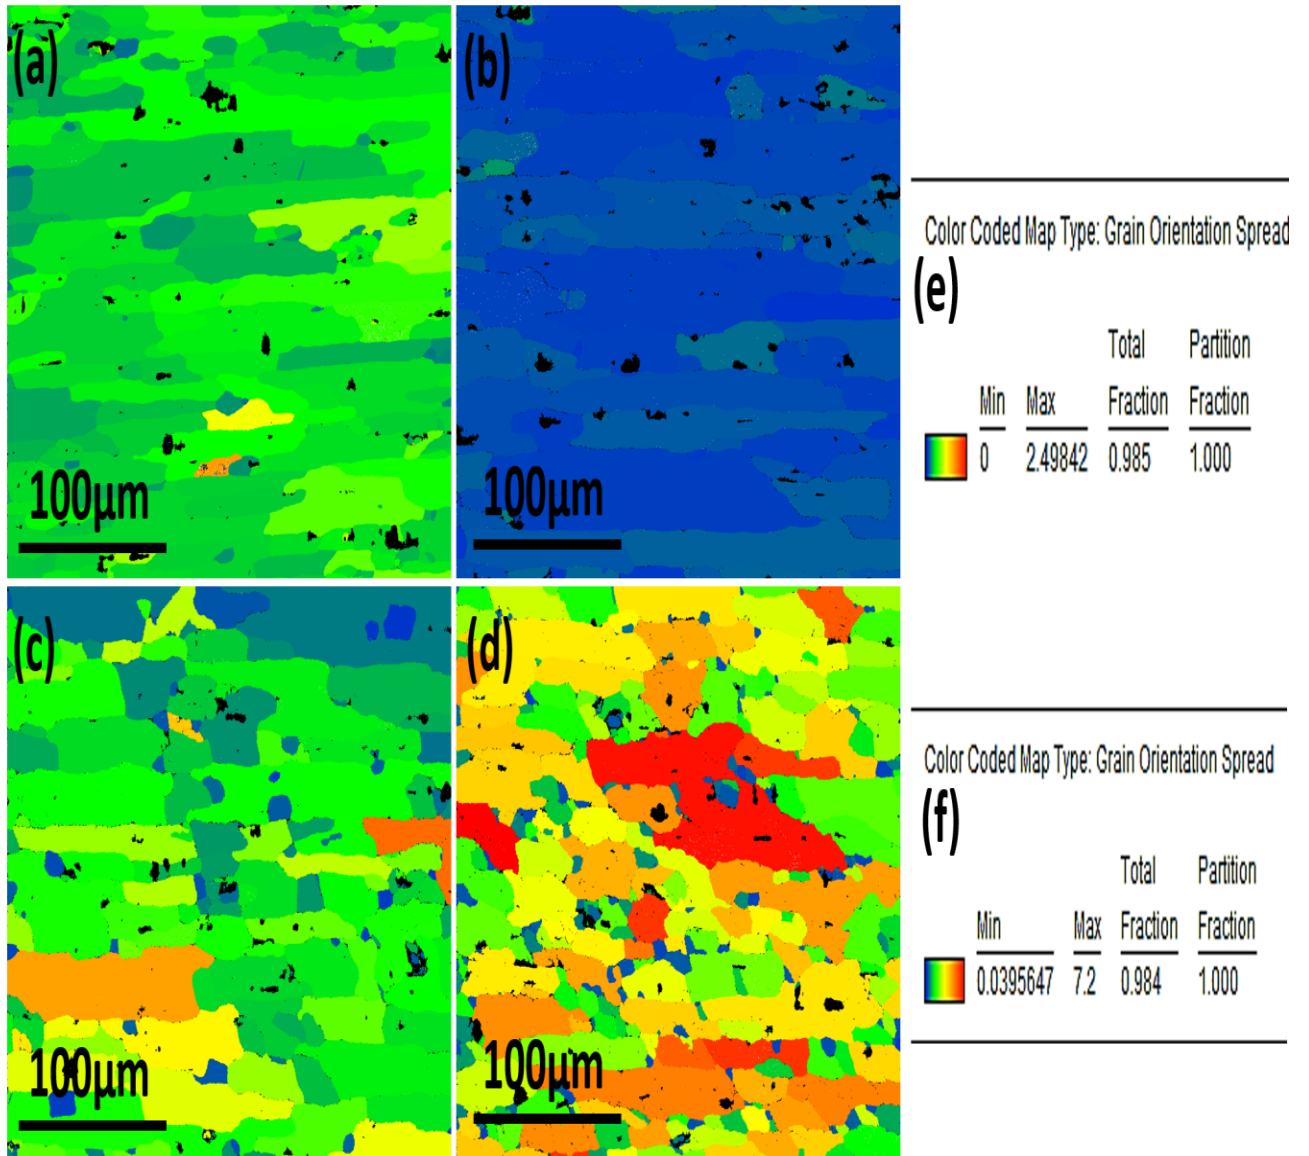 (a)
(b)
100µm
100µm
(c)
(d)
100µm
100µm
Color Coded Map Type: Grain Orientation Spread
(e)
Total Partition
Min Max Fraction Fraction
0 2.49842 0.985 1.000
Color Coded Map Type: Grain Orientation Spread
(f)
Total Partition
Min Max Fraction Fraction
0.0395647 7.2 0.984 1.000